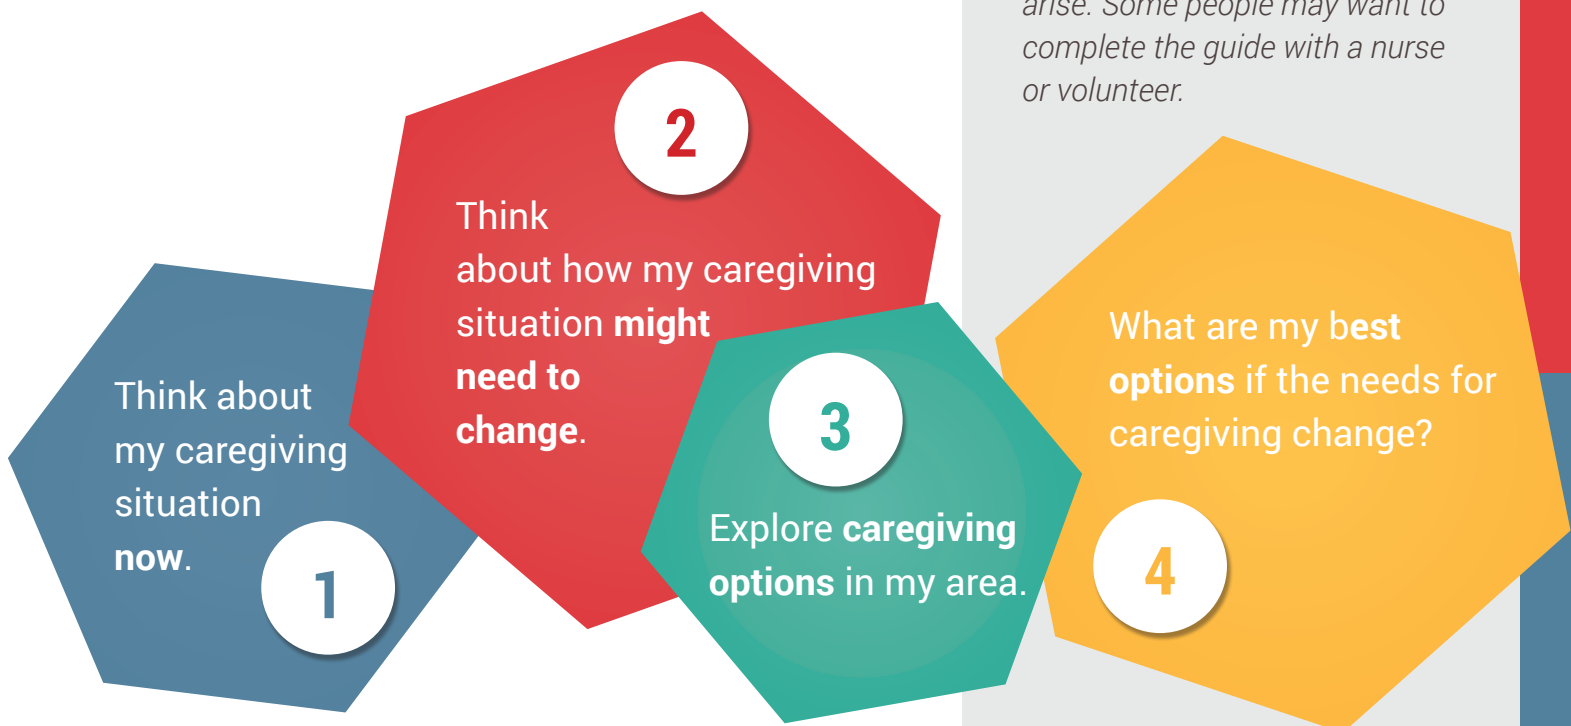 arise. Some people may want to
complete the guide with a nurse
or volunteer.
1
Think about
my caregiving
situation
now.
2
Think
about how my caregiving
situation might
need to
change.
3
Explore caregiving
options in my area.
What are my best
options if the needs for
caregiving change?
4